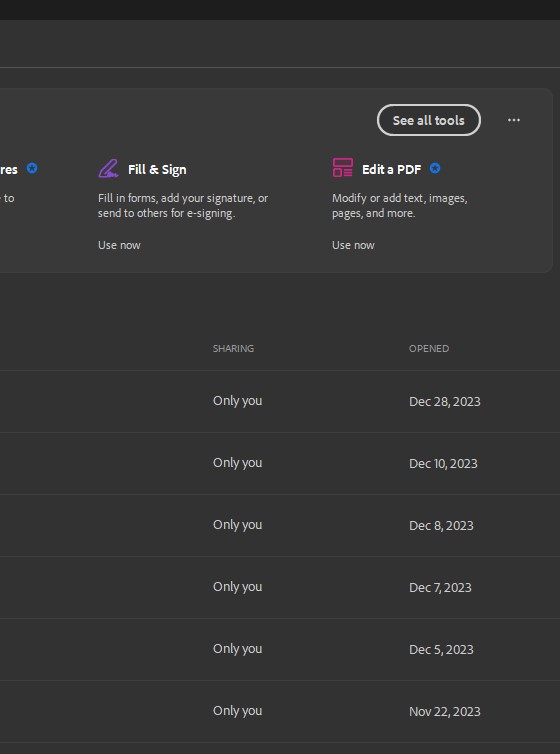 See all tools
res
Fill & Sign
Edit a PDF
to
Fill in forms, add your signature, or
send to others for e-signing.
Modify or add text, images,
pages, and more.
Use now
Use now
SHARING
OPENED
Only you
Dec 28, 2023
Only you
Dec 10, 2023
Only you
Dec 8, 2023
Only you
Dec 7, 2023
Only you
Dec 5, 2023
Only you
Nov 22, 2023